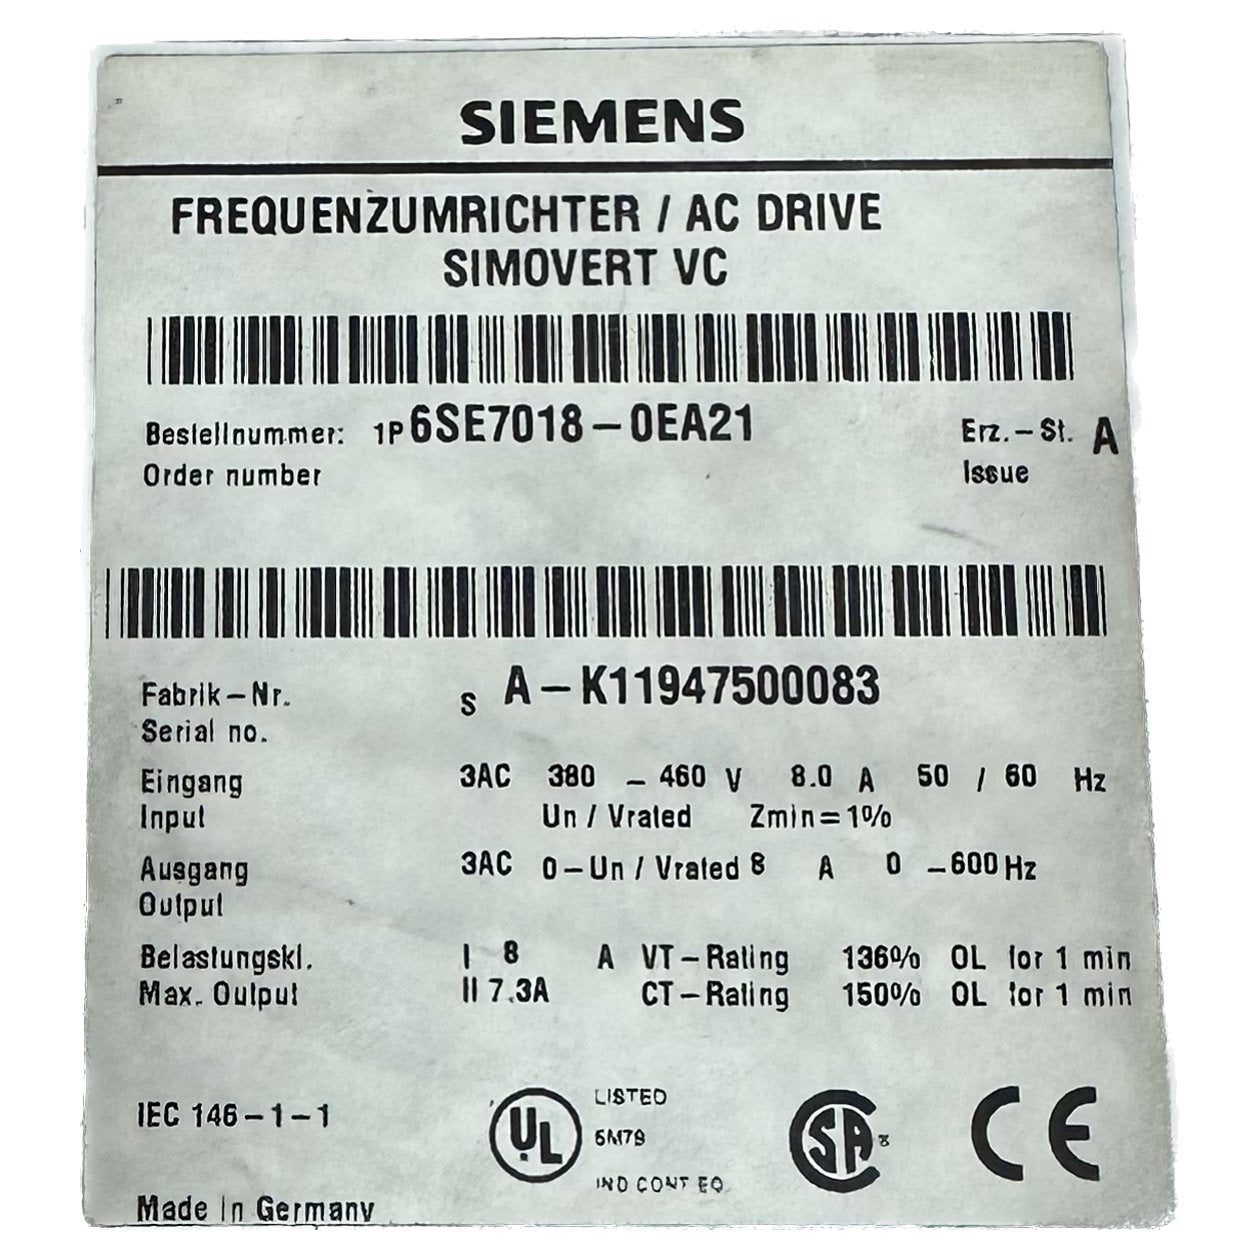 SIEMENS
FREQUENZUMRICHTER / AC DRIVE
SIMOVERT VC
Bestellnummer: 1P 6SE7018-0EA21 Erz.-St. A
Order number Issue
Fabrik-Nr. S A-K11947500083
Serial no.
Eingang 3AC 380 - 460 V 8.0 A 50 / 60 Hz
Input Un / Vrated Zmin=1%
Ausgang 3AC 0-Un / Vrated 8 A 0 -600 Hz
Output
Belastungskl. I 8 A VT-Rating 136% OL for 1 min
Max. Output II 7.3A CT-Rating 150% OL for 1 min
LISTED
IEC 146-1-1 UL 5M79 SA CE
IND CONT EQ
Made in Germany